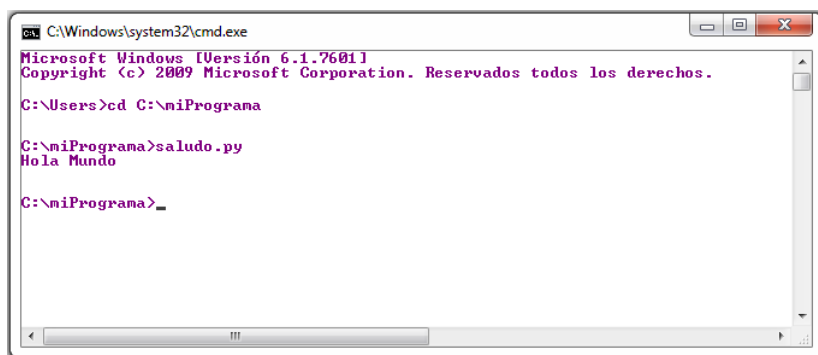 C:\Windows\system32\cmd.exe
Microsoft Windows [Versión 6.1.7601]
Copyright (c) 2009 Microsoft Corporation. Reservados todos los derechos.
C:\Users>cd C:\miPrograma
C:\miPrograma>saludo.py
Hola Mundo
C:\miPrograma>_